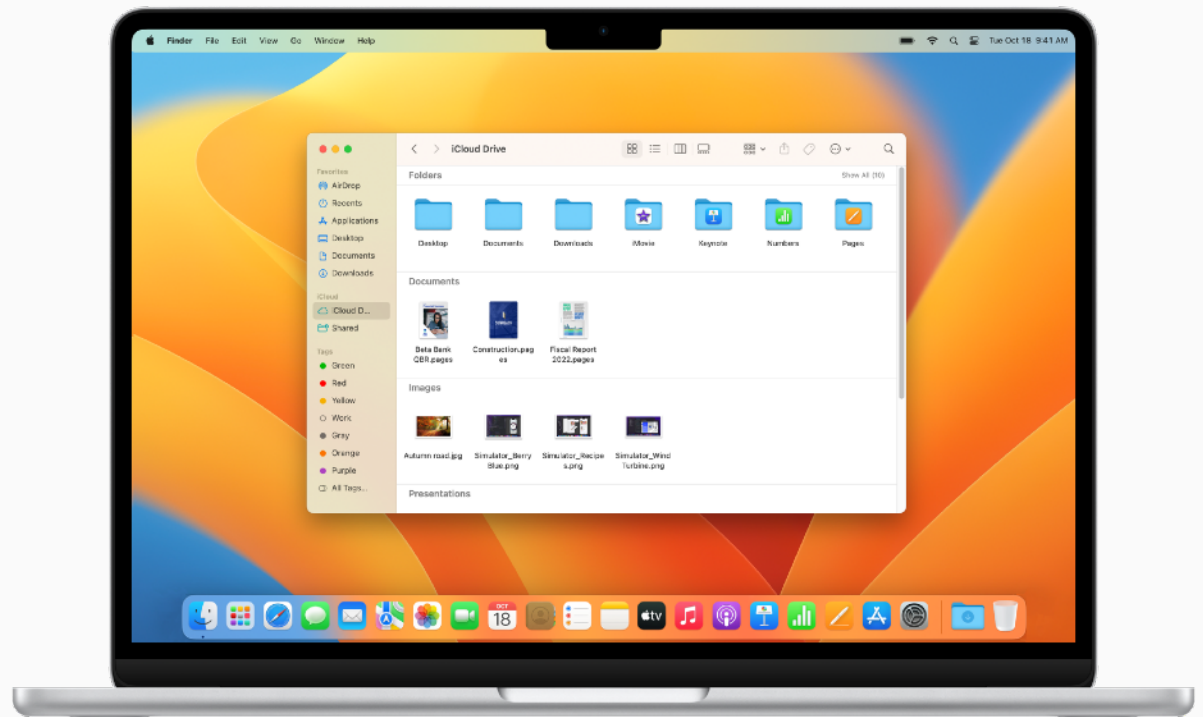 Finder File Edit View Go Window Help
Tue Oct 18 9:41 AM
iCloud Drive
Favorites
AirDrop
Recents
Applications
Desktop
Documents
Downloads
iCloud
iCloud D...
Shared
Tags
Green
Red
Yellow
Work
Gray
Orange
Purple
All Tags...
Folders
Show All (10)
Desktop Documents Downloads iMovie Keynote Numbers Pages
Documents
Beta Bank Construction.pag Fiscal Report
QBR.pages es 2022.pages
Images
Autumn road.jpg Simulator_Berry Simulator_Recipe Simulator_Wind
Blue.png s.png Turbine.png
Presentations
OCT
18
tv